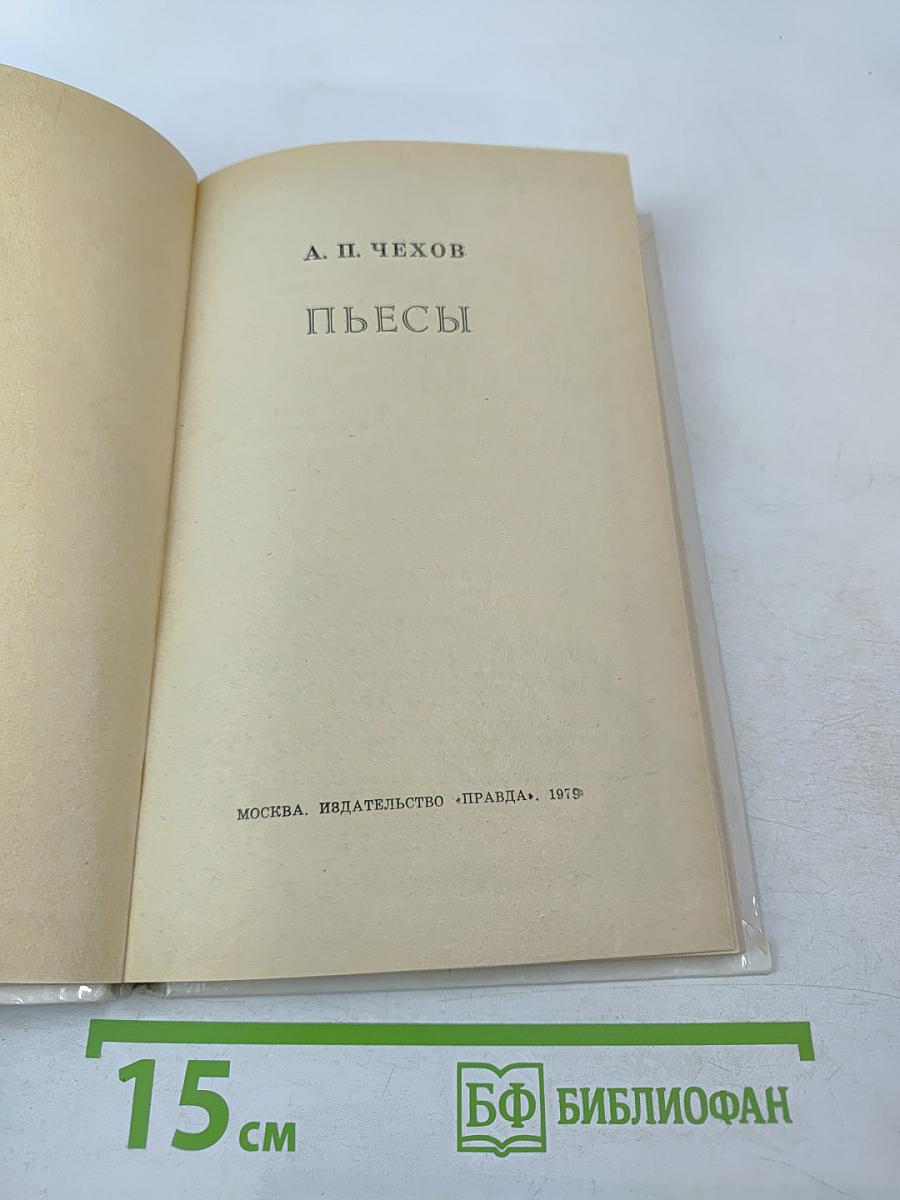 А. П. ЧЕХОВ
ПЬЕСЫ
МОСКВА. ИЗДАТЕЛЬСТВО «ПРАВДА». 1979
15 см
БФ БИБЛИОФАН